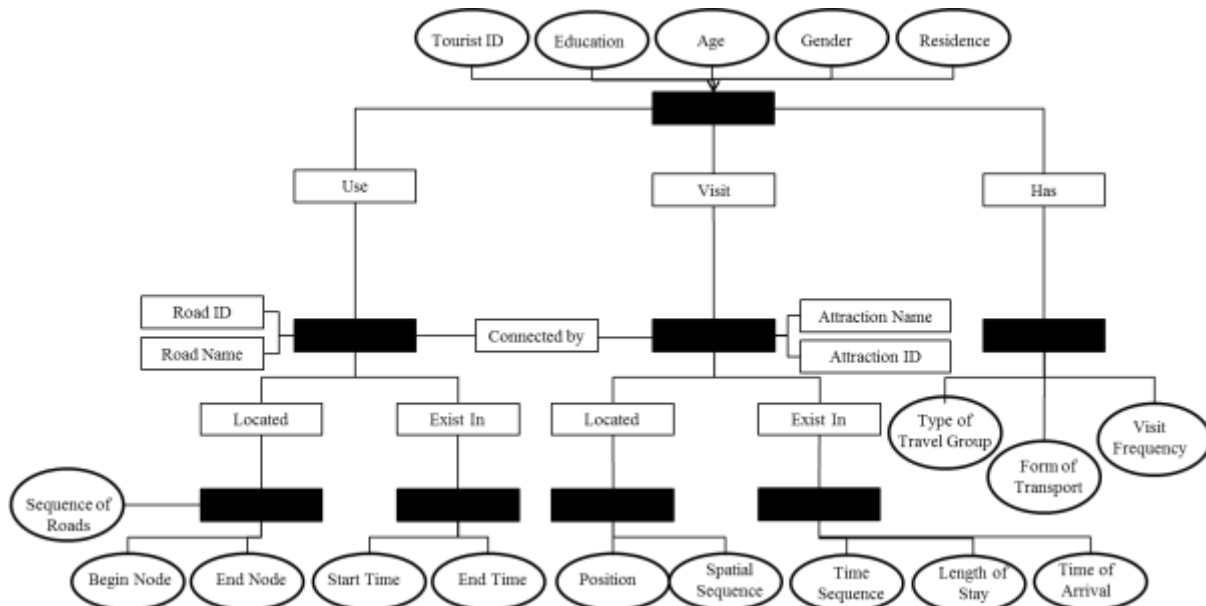 Tourist ID
Education
Age
Gender
Residence
Use
Visit
Has
Road ID
Road Name
Connected by
Attraction Name
Attraction ID
Located
Exist In
Located
Exist In
Type of
Travel Group
Form of
Transport
Visit
Frequency
Sequence of
Roads
Begin Node
End Node
Start Time
End Time
Position
Spatial
Sequence
Time
Sequence
Length of
Stay
Time of
Arrival